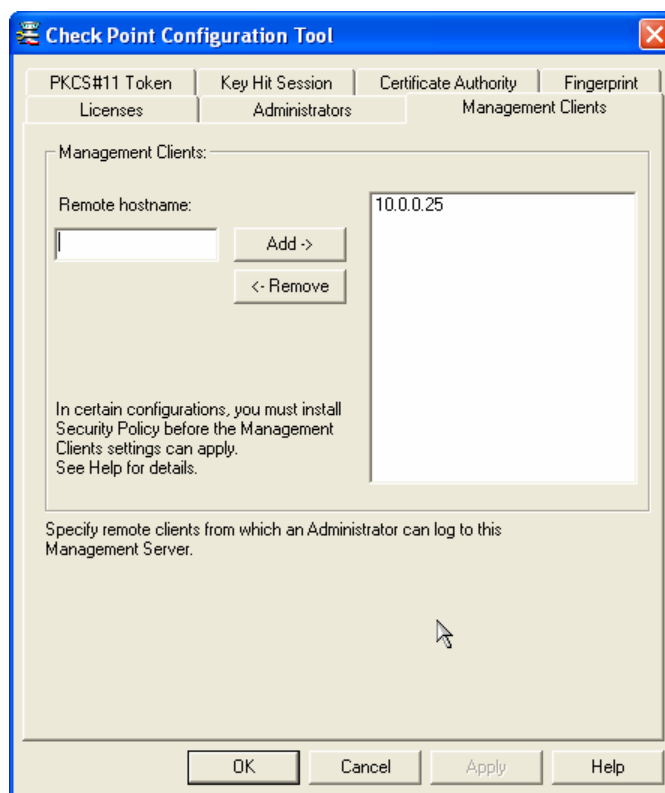 Check Point Configuration Tool
PKCS#11 Token
Key Hit Session
Certificate Authority
Fingerprint
Licenses
Administrators
Management Clients
Management Clients:
Remote hostname:
10.0.0.25
Add ->
<- Remove
In certain configurations, you must install
Security Policy before the Management
Clients settings can apply.
See Help for details.
Specify remote clients from which an Administrator can log to this
Management Server.
OK
Cancel
Apply
Help